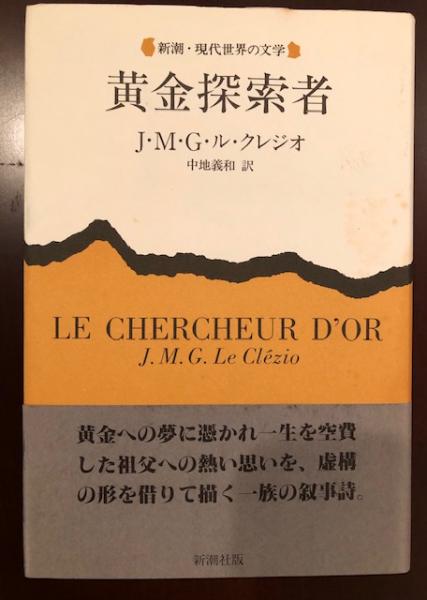 新潮・現代世界の文学
黄金探索者
J・M・G・ル・クレジオ
中地義和 訳
LE CHERCHEUR D'OR
J. M. G. Le Clézio
黄金への夢に憑かれ一生を空費
した祖父への熱い思いを、虚構
の形を借りて描く一族の叙事詩。
新潮社版